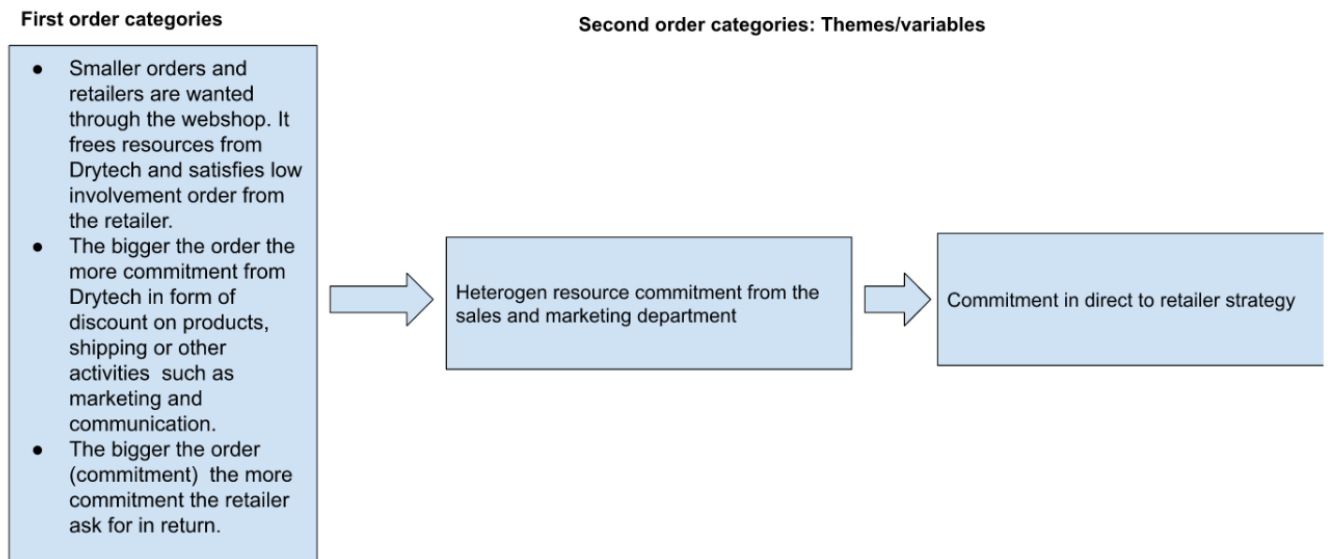 First order categories
Second order categories: Themes/variables
● Smaller orders and
retailers are wanted
through the webshop. It
frees resources from
Drytech and satisfies low
involvement order from
the retailer.
● The bigger the order the
more commitment from
Drytech in form of
discount on products,
shipping or other
activities  such as
marketing and
communication.
● The bigger the order
(commitment)  the more
commitment the retailer
ask for in return.
Heterogen resource commitment from the
sales and marketing department
Commitment in direct to retailer strategy